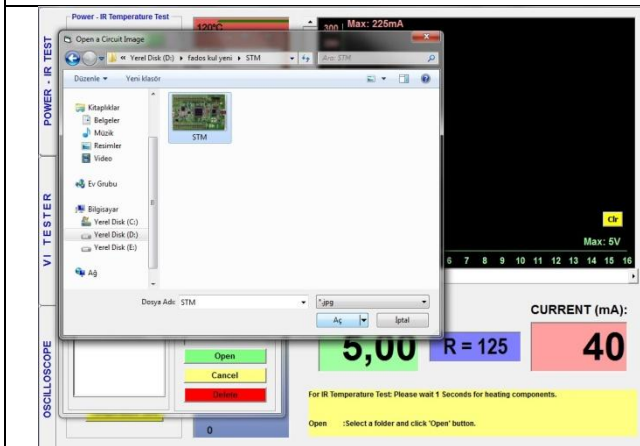 Power - IR Temperature Test
120°C
300
Max: 225mA
Open a Circuit Image
« Yerel Disk (D:) ▸ fados kul yeni ▸ STM
Ara: STM
Düzenle
Yeni klasör
Kitaplıklar
Belgeler
Müzik
Resimler
Video
Ev Grubu
Bilgisayar
Yerel Disk (C:)
Yerel Disk (D:)
Yerel Disk (E:)
Ağ
STM
Dosya Adı:
STM
*.jpg
Aç
İptal
POWER - IR TEST
VI TESTER
OSCILLOSCOPE
Clr
Max: 5V
6 7 8 9 10 11 12 13 14 15 16
CURRENT (mA):
5,00
R = 125
40
Open
Cancel
Delete
0
For IR Temperature Test: Please wait 1 Seconds for heating components.
Open :Select a folder and click 'Open' button.